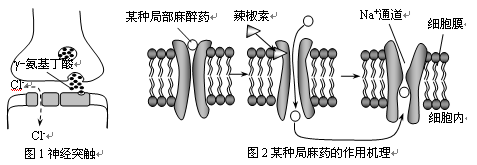 γ-氨基丁酸
Cl⁻
Cl⁻
图1神经突触
某种局部麻醉药
辣椒素
Na⁺通道
细胞膜
细胞内
图2某种局麻药的作用机理